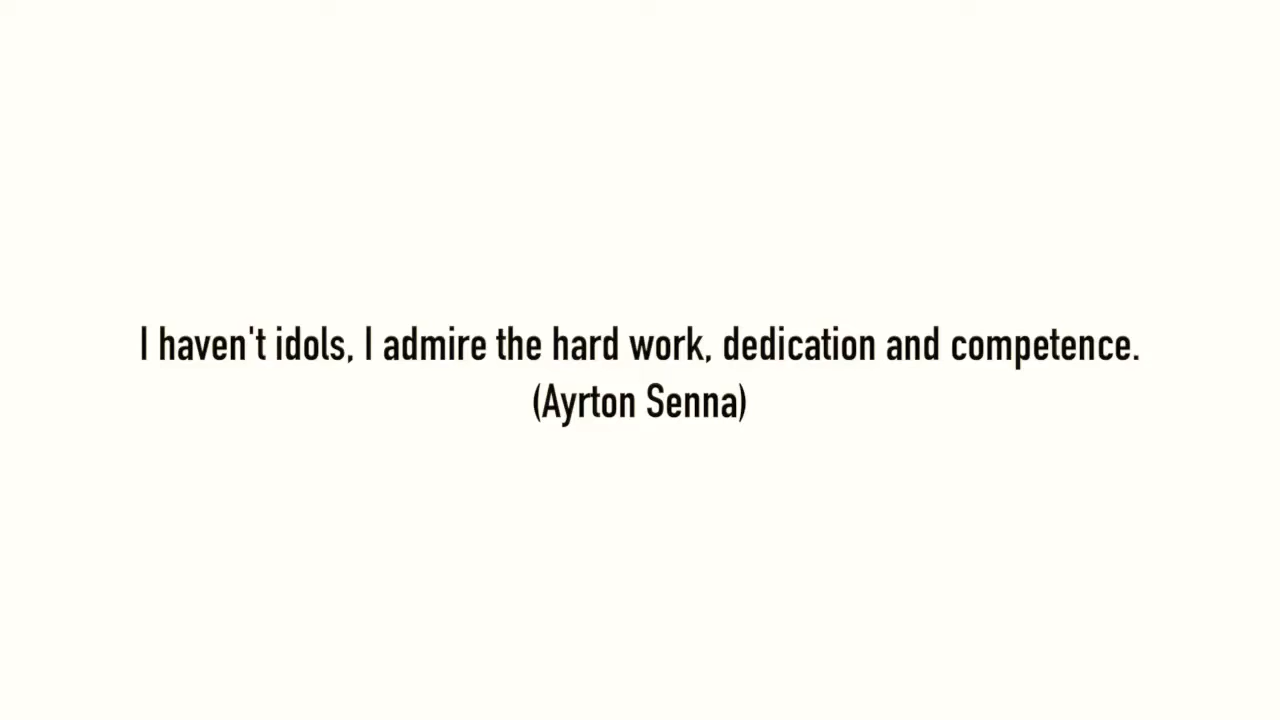 I haven't idols, I admire the hard work, dedication and competence.
(Ayrton Senna)